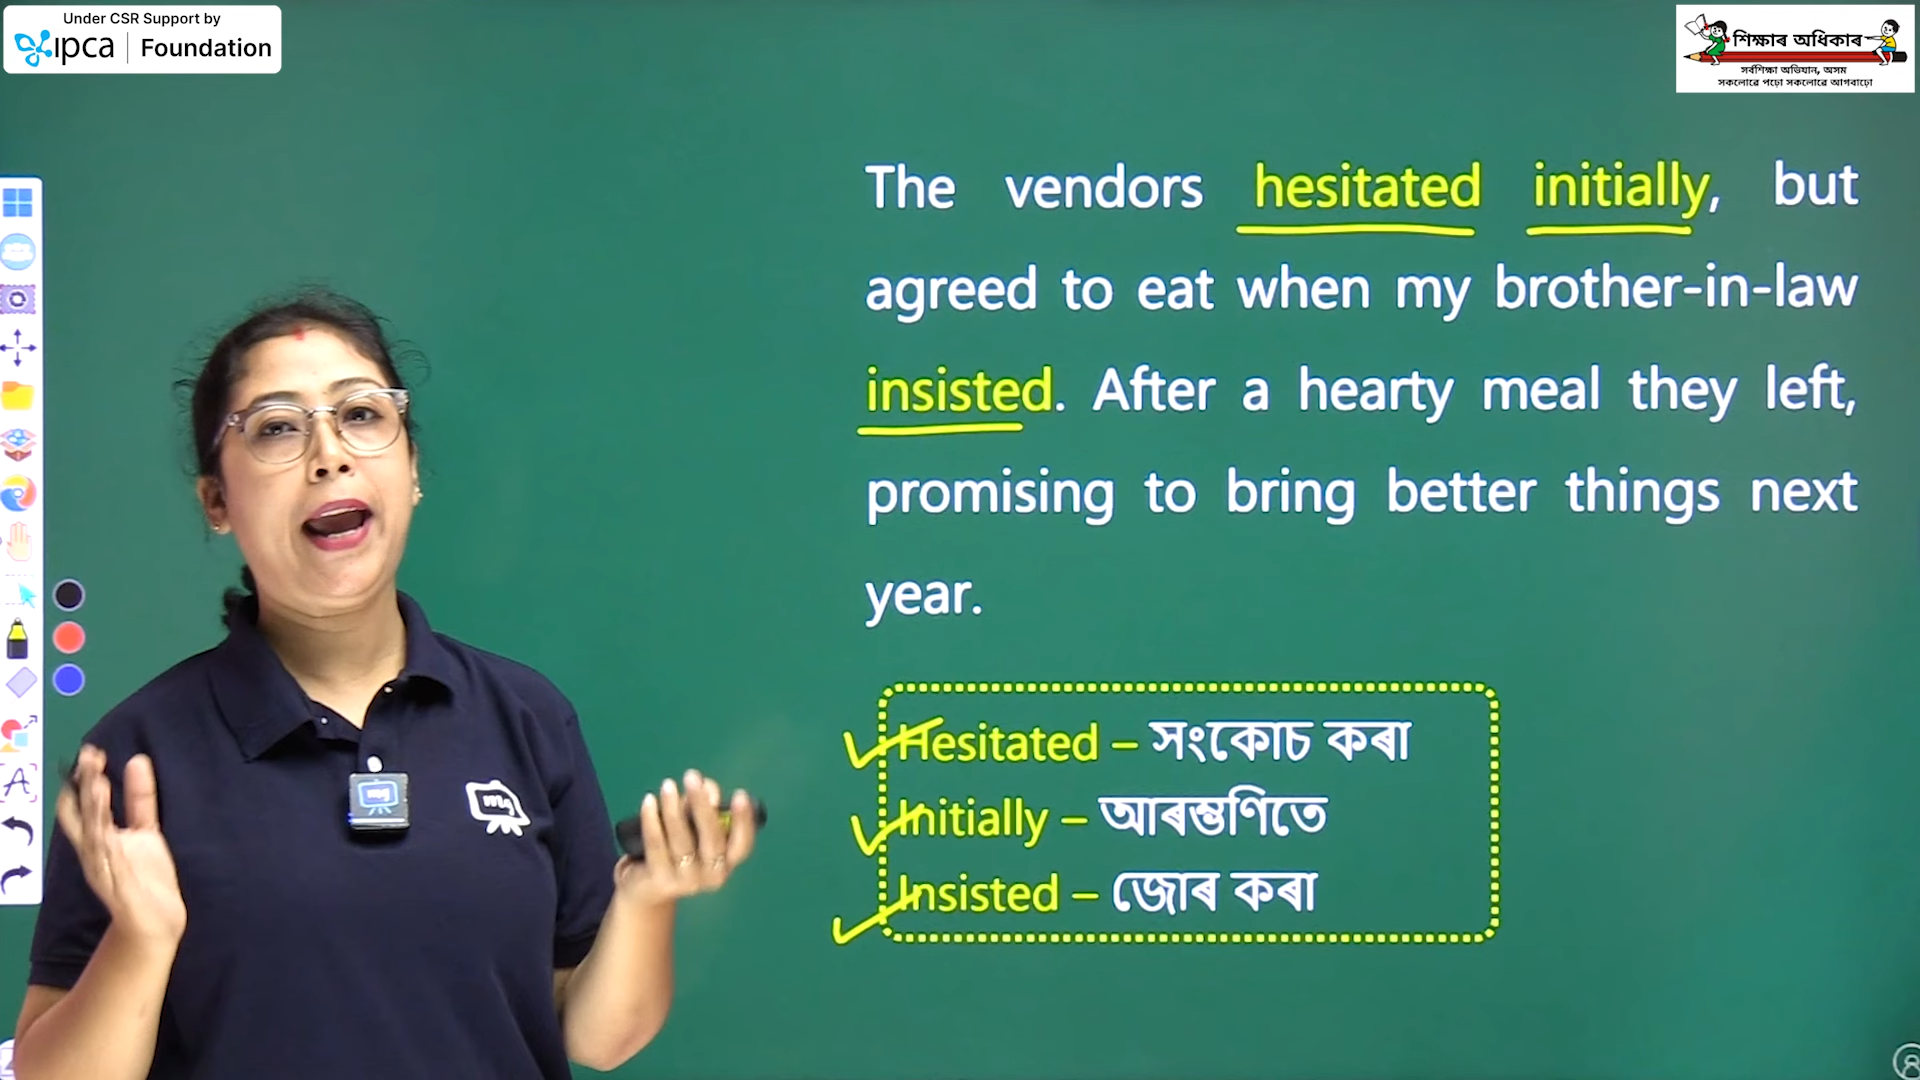 Under CSR Support by
ipca Foundation
শিক্ষাৰ অধিকাৰ
সৰ্বশিক্ষা অভিযান, অসম
সকলোৱে পঢ়ো সকলোৱে আগবাঢ়ো
The vendors hesitated initially, but
agreed to eat when my brother-in-law
insisted. After a hearty meal they left,
promising to bring better things next
year.
Hesitated – সংকোচ কৰা
Initially – আৰম্ভণিতে
Insisted – জোৰ কৰা